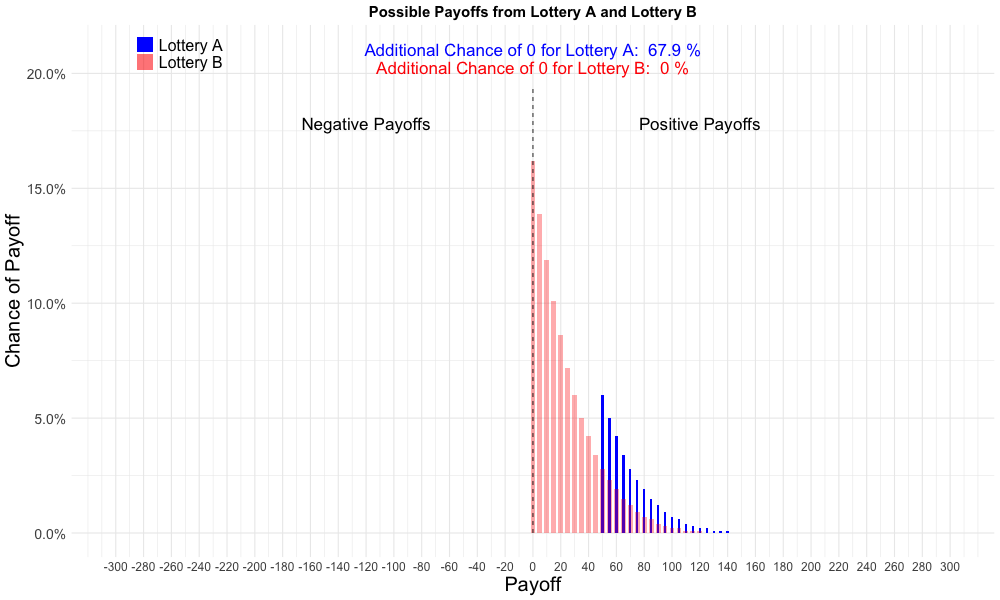 Possible Payoffs from Lottery A and Lottery B
Lottery A
Lottery B
Additional Chance of 0 for Lottery A:  67.9 %
Additional Chance of 0 for Lottery B:  0 %
Negative Payoffs
Positive Payoffs
Chance of Payoff
20.0%
15.0%
10.0%
5.0%
0.0%
-300 -280 -260 -240 -220 -200 -180 -160 -140 -120 -100 -80 -60 -40 -20 0 20 40 60 80 100 120 140 160 180 200 220 240 260 280 300
Payoff